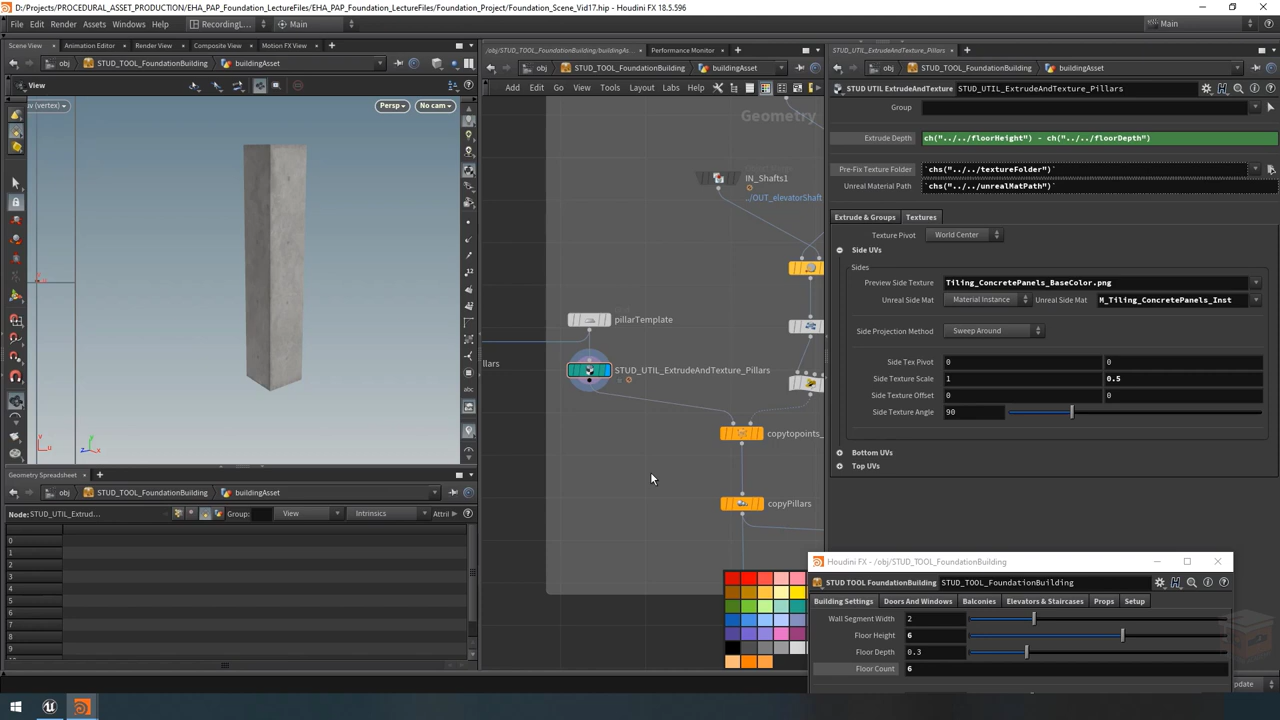 D:/Projects/PROCEDURAL_ASSET_PRODUCTION/EHA_PAP_Foundation_LectureFiles/EHA_PAP_Foundation_LectureFiles/Foundation_Project/Foundation_Scene_Vid17.hip - Houdini FX 18.5.596
File Edit Render Assets Windows Help RecordingL... Main Main
Scene View Animation Editor Render View Composite View Motion FX View
obj STUD_TOOL_FoundationBuilding buildingAsset
View
(vertex) Persp No cam
Geometry Spreadsheet
obj STUD_TOOL_FoundationBuilding buildingAsset
Node: STUD_Util_Extrud... Group: View Intrinsics Attri
0
1
2
3
4
5
6
7
8
9
/obj/STUD_TOOL_FoundationBuilding/buildingAs... Performance Monitor
obj STUD_TOOL_FoundationBuilding buildingAsset
Add Edit Go View Tools Layout Labs Help
Geometry
IN_Shafts1
../OUT_elevatorShaft
pillarTemplate
STUD_UTIL_ExtrudeAndTexture_Pillars
copytopoints_
copyPillars
STUD_UTIL_ExtrudeAndTexture_Pillars
obj STUD_TOOL_FoundationBuilding buildingAsset
STUD UTIL ExtrudeAndTexture STUD_UTIL_ExtrudeAndTexture_Pillars
Group
Extrude Depth ch("../../floorHeight") - ch("../../floorDepth")
Pre-Fix Texture Folder `chs("../../textureFolder")`
Unreal Material Path `chs("../../unrealMatPath")`
Extrude & Groups Textures
Texture Pivot World Center
Side UVs
Sides
Preview Side Texture Tiling_ConcretePanels_BaseColor.png
Unreal Side Mat Material Instance Unreal Side Mat M_Tiling_ConcretePanels_Inst
Side Projection Method Sweep Around
Side Tex Pivot 0 0
Side Texture Scale 1 0.5
Side Texture Offset 0 0
Side Texture Angle 90
Bottom UVs
Top UVs
Houdini FX - /obj/STUD_TOOL_FoundationBuilding
STUD TOOL FoundationBuilding STUD_TOOL_FoundationBuilding
Building Settings Doors And Windows Balconies Elevators & Staircases Props Setup
Wall Segment Width 2
Floor Height 6
Floor Depth 0.3
Floor Count 6